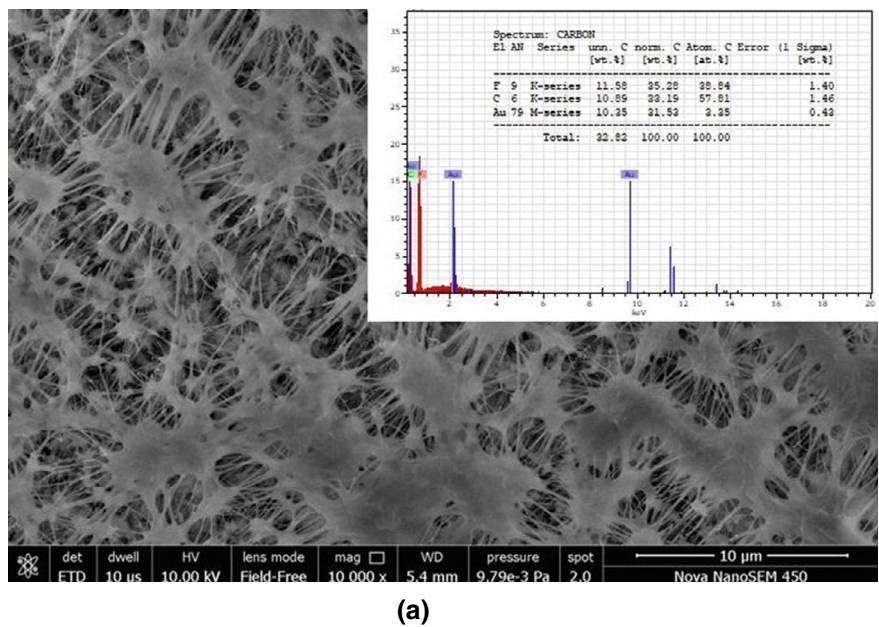 Spectrum: CARBON
El AN Series unn. C norm. C Atom. C Error (1 Sigma)
[wt.%] [wt.%] [at.%] [wt.%]
F 9 K-series 11.58 35.28 38.84 1.40
C 6 K-series 10.89 33.19 57.81 1.46
Au 79 M-series 10.35 31.53 3.35 0.43
Total: 32.82 100.00 100.00
35
30
25
20
15
10
5
0
Au
C F Au Au
2 4 6 8 10 12 14 16 18 20
keV
det dwell HV lens mode mag WD pressure spot 10 µm
ETD 10 µs 10.00 kV Field-Free 10 000 x 5.4 mm 9.79e-3 Pa 2.0 Nova NanoSEM 450
(a)